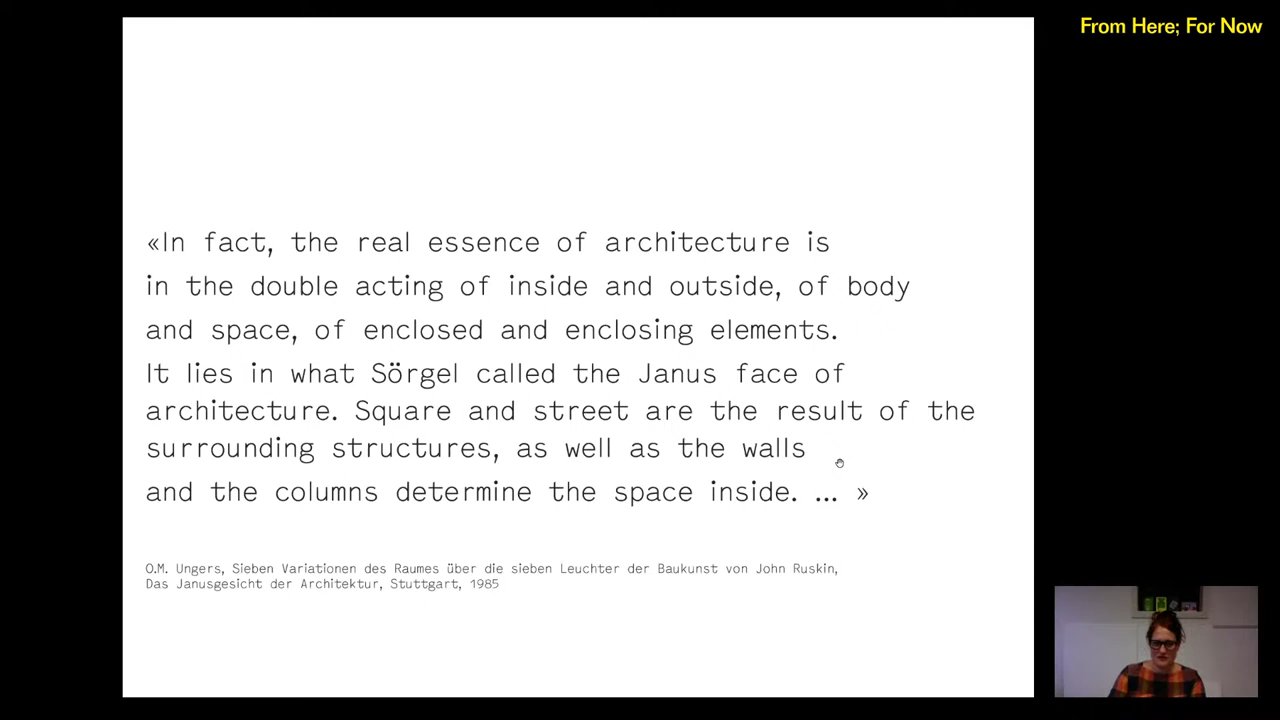 From Here; For Now
«In fact, the real essence of architecture is
in the double acting of inside and outside, of body
and space, of enclosed and enclosing elements.
It lies in what Sörgel called the Janus face of
architecture. Square and street are the result of the
surrounding structures, as well as the walls
and the columns determine the space inside. ... »
O.M. Ungers, Sieben Variationen des Raumes über die sieben Leuchter der Baukunst von John Ruskin,
Das Janusgesicht der Architektur, Stuttgart, 1985